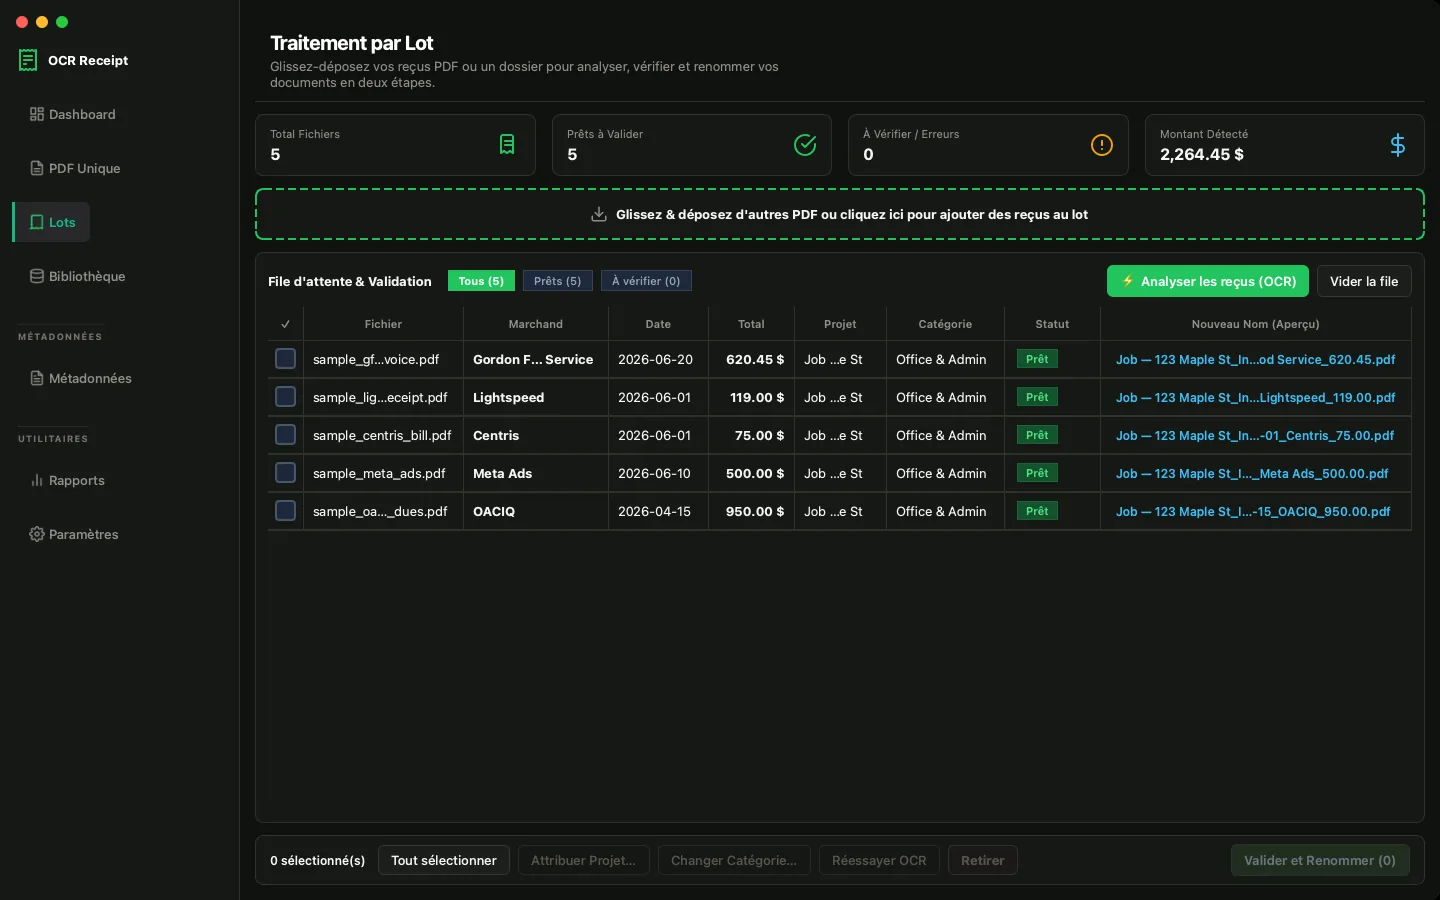 OCR Receipt
Dashboard
PDF Unique
Lots
Bibliothèque
MÉTADONNÉES
Métadonnées
UTILITAIRES
Rapports
Paramètres
Traitement par Lot
Glissez-déposez vos reçus PDF ou un dossier pour analyser, vérifier et renommer vos
documents en deux étapes.
Total Fichiers
5
Prêts à Valider
5
À Vérifier / Erreurs
0
Montant Détecté
2,264.45 $
Glissez & déposez d'autres PDF ou cliquez ici pour ajouter des reçus au lot
File d'attente & Validation Tous (5) Prêts (5) À vérifier (0) ⚡ Analyser les reçus (OCR) Vider la file
✓ Fichier Marchand Date Total Projet Catégorie Statut Nouveau Nom (Aperçu)
sample_gf...voice.pdf Gordon F... Service 2026-06-20 620.45 $ Job ...e St Office & Admin Prêt Job — 123 Maple St_In...od Service_620.45.pdf
sample_lig...eceipt.pdf Lightspeed 2026-06-01 119.00 $ Job ...e St Office & Admin Prêt Job — 123 Maple St_In...Lightspeed_119.00.pdf
sample_centris_bill.pdf Centris 2026-06-01 75.00 $ Job ...e St Office & Admin Prêt Job — 123 Maple St_In...-01_Centris_75.00.pdf
sample_meta_ads.pdf Meta Ads 2026-06-10 500.00 $ Job ...e St Office & Admin Prêt Job — 123 Maple St_I..._Meta Ads_500.00.pdf
sample_oa..._dues.pdf OACIQ 2026-04-15 950.00 $ Job ...e St Office & Admin Prêt Job — 123 Maple St_I...-15_OACIQ_950.00.pdf
0 sélectionné(s) Tout sélectionner Attribuer Projet... Changer Catégorie... Réessayer OCR Retirer Valider et Renommer (0)